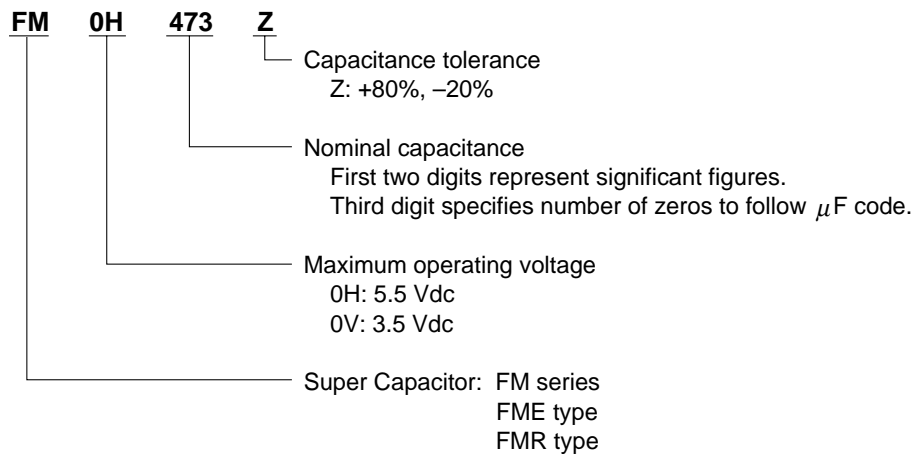 FM 0H 473 Z
Capacitance tolerance
Z: +80%, –20%
Nominal capacitance
First two digits represent significant figures.
Third digit specifies number of zeros to follow μF code.
Maximum operating voltage
0H: 5.5 Vdc
0V: 3.5 Vdc
Super Capacitor: FM series
FME type
FMR type